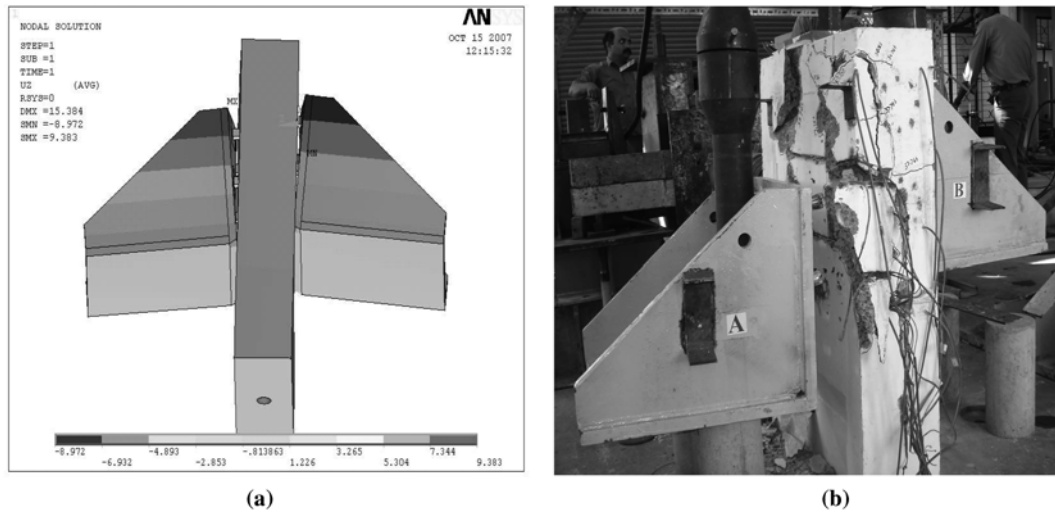 1
NODAL SOLUTION
STEP=1
SUB =1
TIME=1
UZ (AVG)
RSYS=0
DMX =15.384
SMN =-8.972
SMX =9.383
ANSYS
OCT 15 2007
12:15:32
MX
MN
-8.972 -4.893 -.813863 3.265 7.344
-6.932 -2.853 1.226 5.304 9.383
A
B
(a) (b)